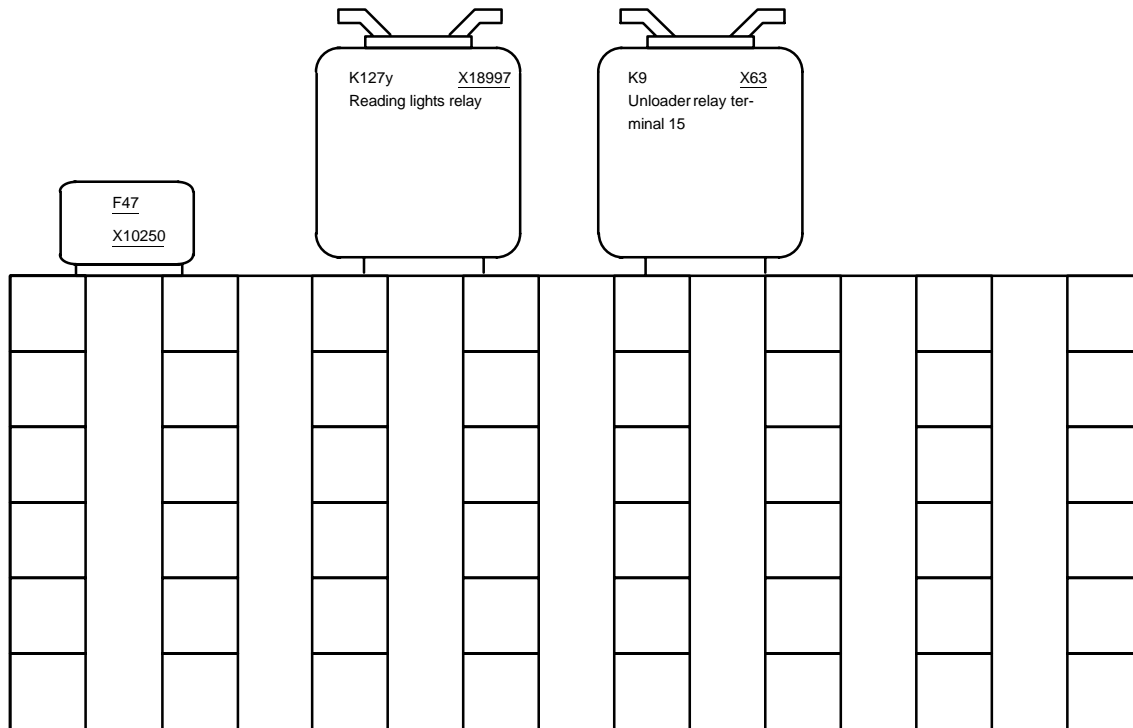 K127y X18997
Reading lights relay
K9 X63
Unloader relay ter-
minal 15
F47
X10250